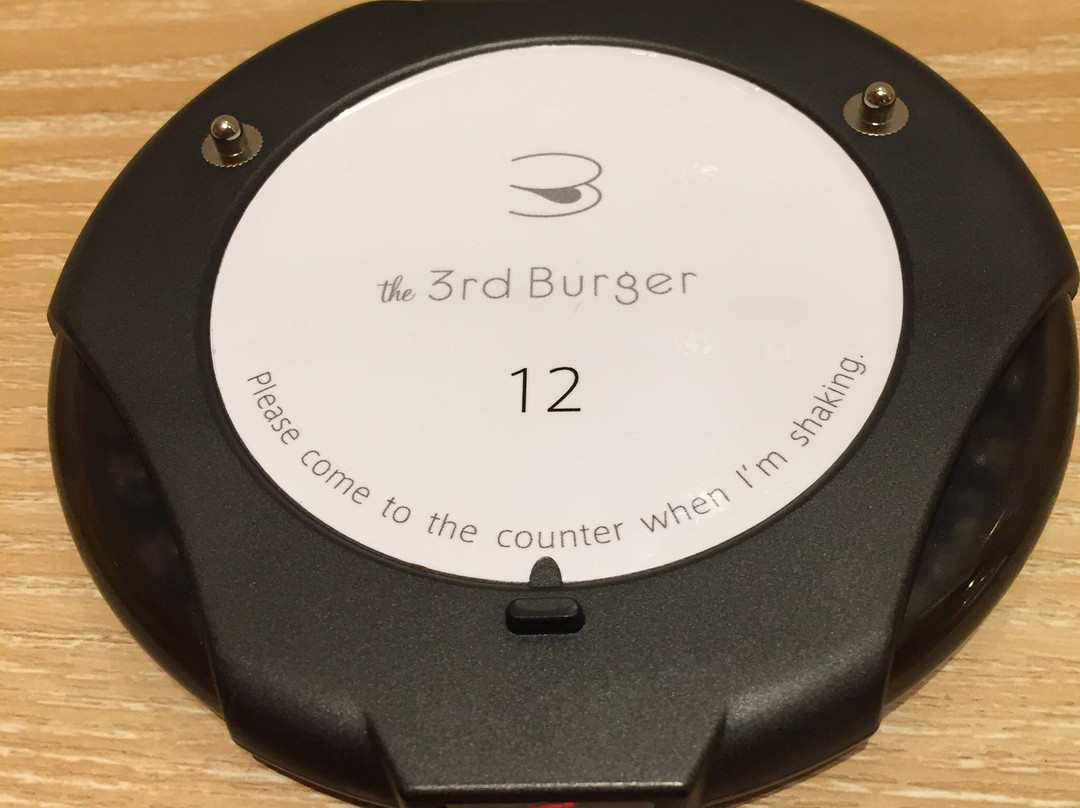 the 3rd Burger
12
Please come to the counter when I'm shaking.